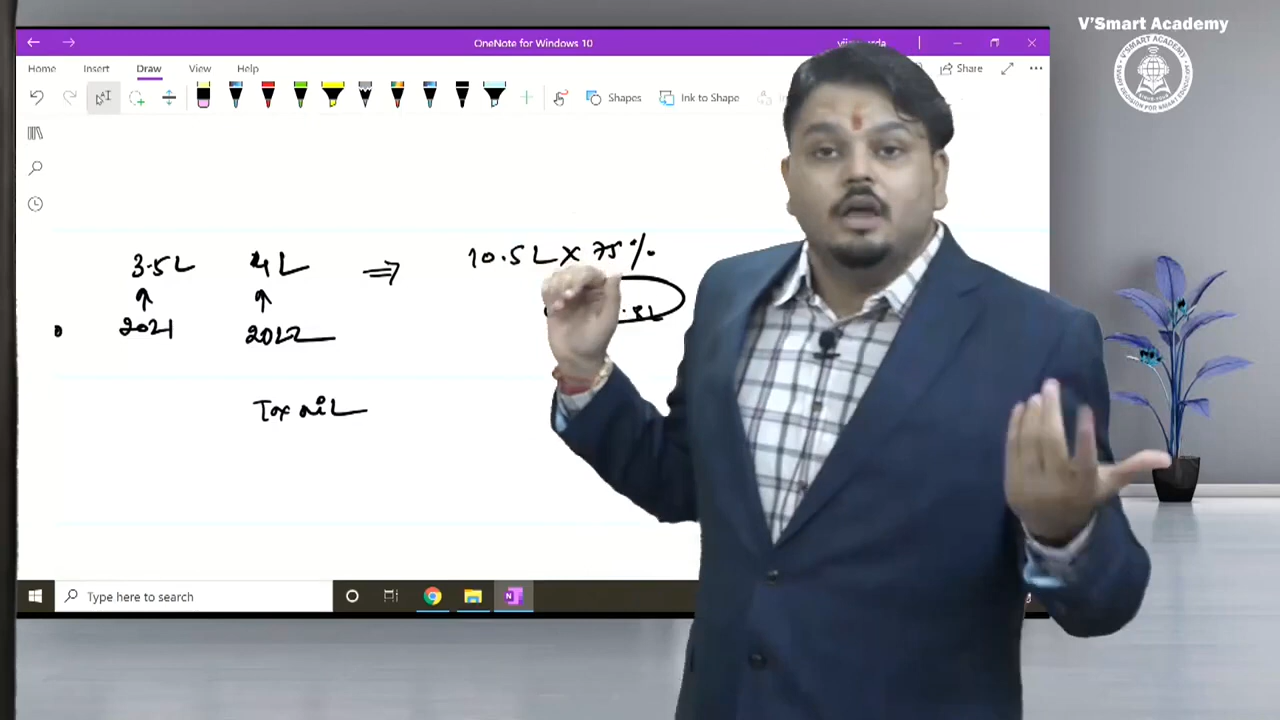 V'Smart Academy
OneNote for Windows 10
Home Insert Draw View Help Share
Shapes Ink to Shape
3.5L 4L ⇒ 10.5L X 75%
↑ ↑
2021 2022
Tax nil
Type here to search